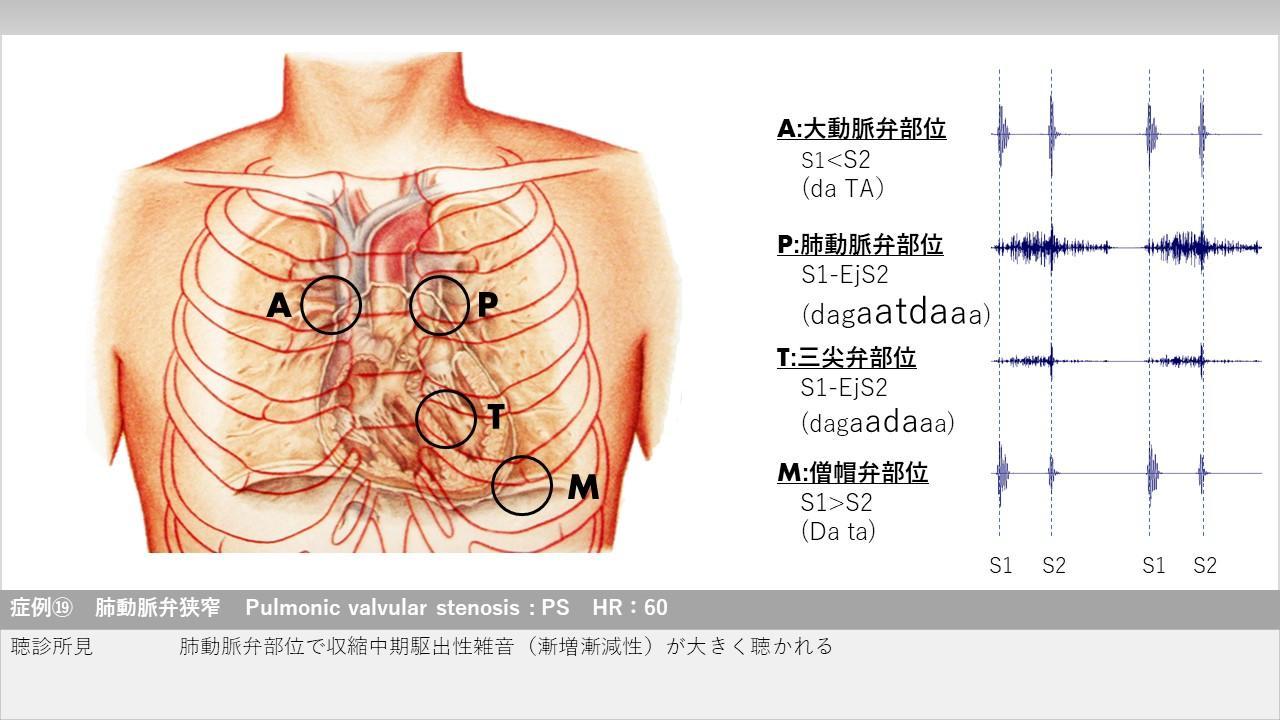 A
P
T
M
A:大動脈弁部位
S1<S2
(da TA)
P:肺動脈弁部位
S1-EjS2
(dagaatdaaa)
T:三尖弁部位
S1-EjS2
(dagaadaaa)
M:僧帽弁部位
S1>S2
(Da ta)
S1 S2 S1 S2
症例⑲ 肺動脈弁狭窄 Pulmonic valvular stenosis : PS HR：60
聴診所見 肺動脈弁部位で収縮中期駆出性雑音（漸増漸減性）が大きく聴かれる